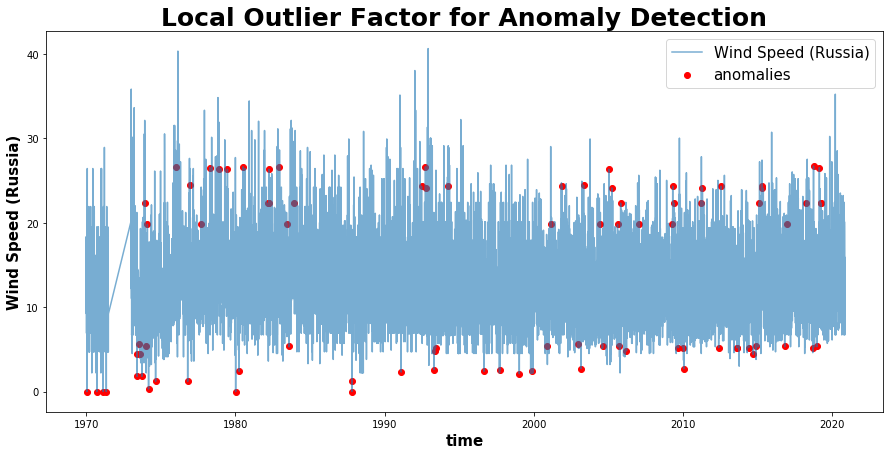 Local Outlier Factor for Anomaly Detection
Wind Speed (Russia)
anomalies
Wind Speed (Russia)
40
30
20
10
0
1970
1980
1990
2000
2010
2020
time